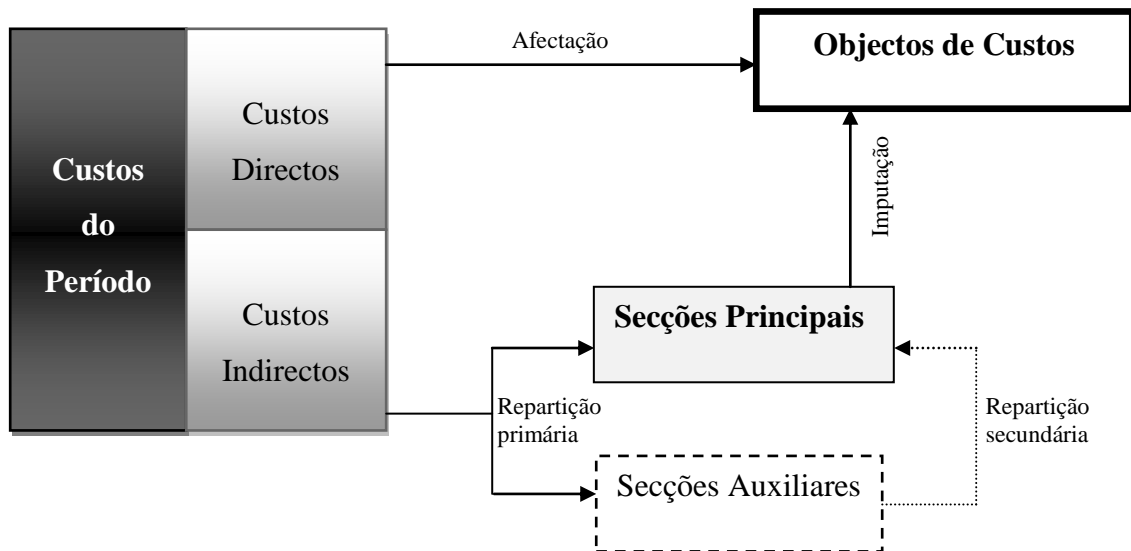 Custos
do
Período
Custos
Directos
Custos
Indirectos
Afectação
Objectos de Custos
Imputação
Secções Principais
Repartição
primária
Repartição
secundária
Secções Auxiliares